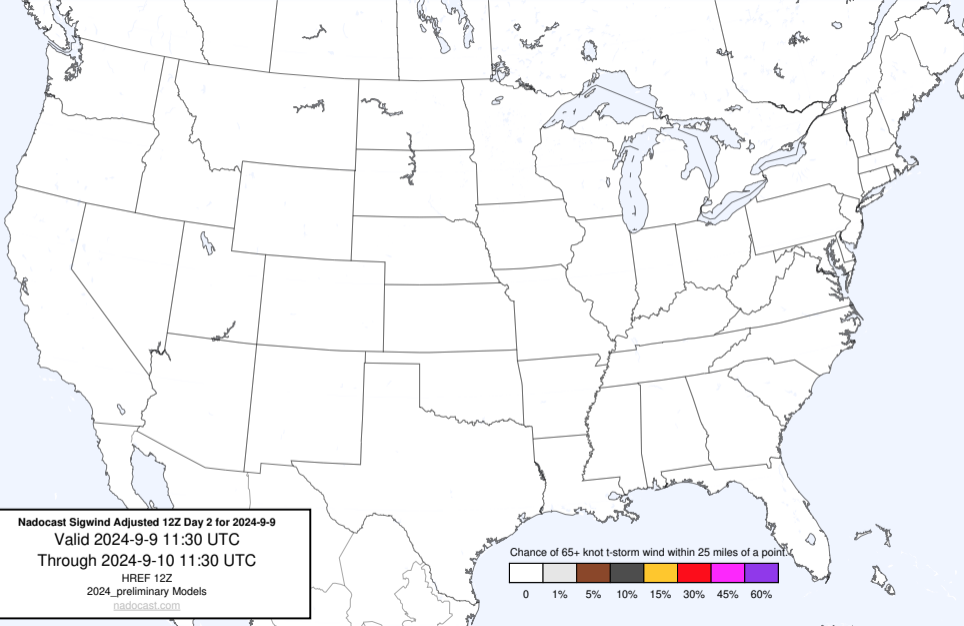 Nadocast Sigwind Adjusted 12Z Day 2 for 2024-9-9
Valid 2024-9-9 11:30 UTC
Through 2024-9-10 11:30 UTC
HREF 12Z
2024_preliminary Models
nadocast.com
Chance of 65+ knot t-storm wind within 25 miles of a point.
0 1% 5% 10% 15% 30% 45% 60%